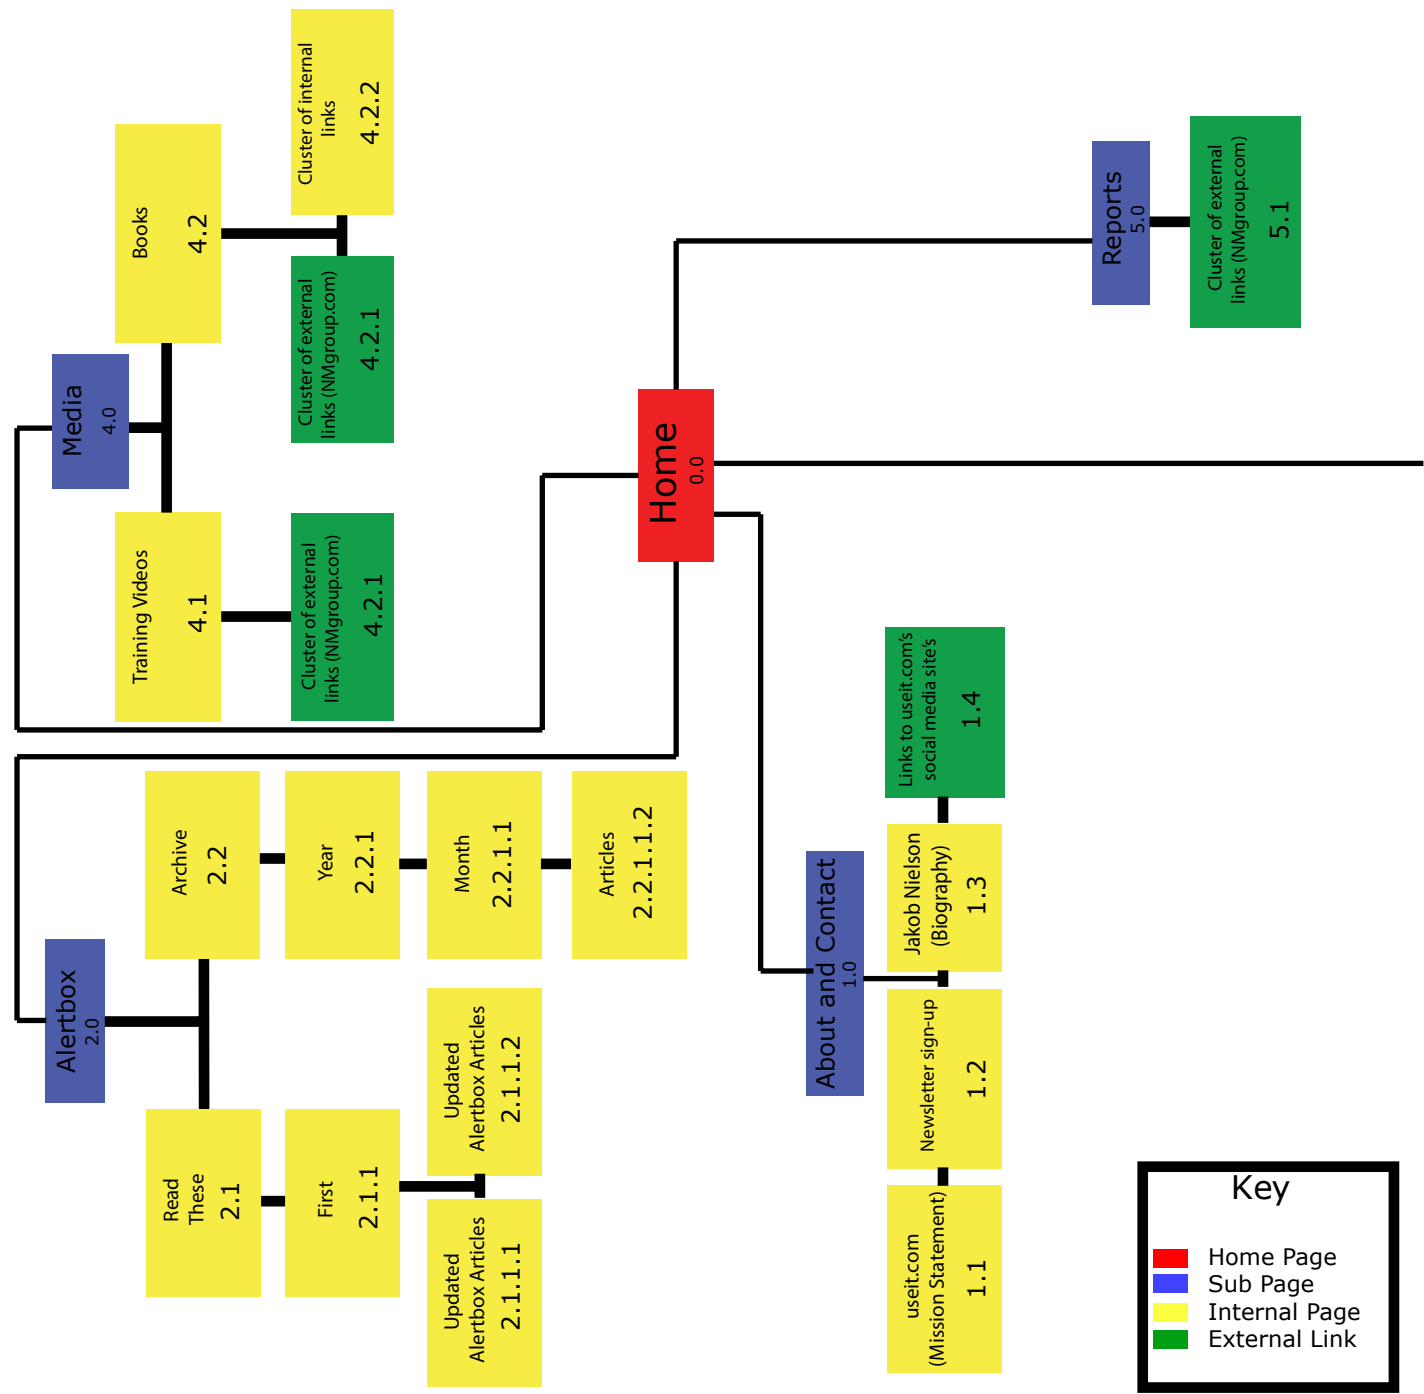 Media
4.0
Training Videos
4.1
Cluster of external
links (NMgroup.com)
4.2.1
Books
4.2
Cluster of external
links (NMgroup.com)
4.2.1
Cluster of internal
links
4.2.2
Home
0.0
Reports
5.0
Cluster of external
links (NMgroup.com)
5.1
Alertbox
2.0
Read
These
2.1
First
2.1.1
Updated
Alertbox Articles
2.1.1.1
Updated
Alertbox Articles
2.1.1.2
Archive
2.2
Year
2.2.1
Month
2.2.1.1
Articles
2.2.1.1.2
About and Contact
1.0
useit.com
(Mission Statement)
1.1
Newsletter sign-up
1.2
Jakob Nielson
(Biography)
1.3
Links to useit.com's
social media site's
1.4
Key
Home Page
Sub Page
Internal Page
External Link